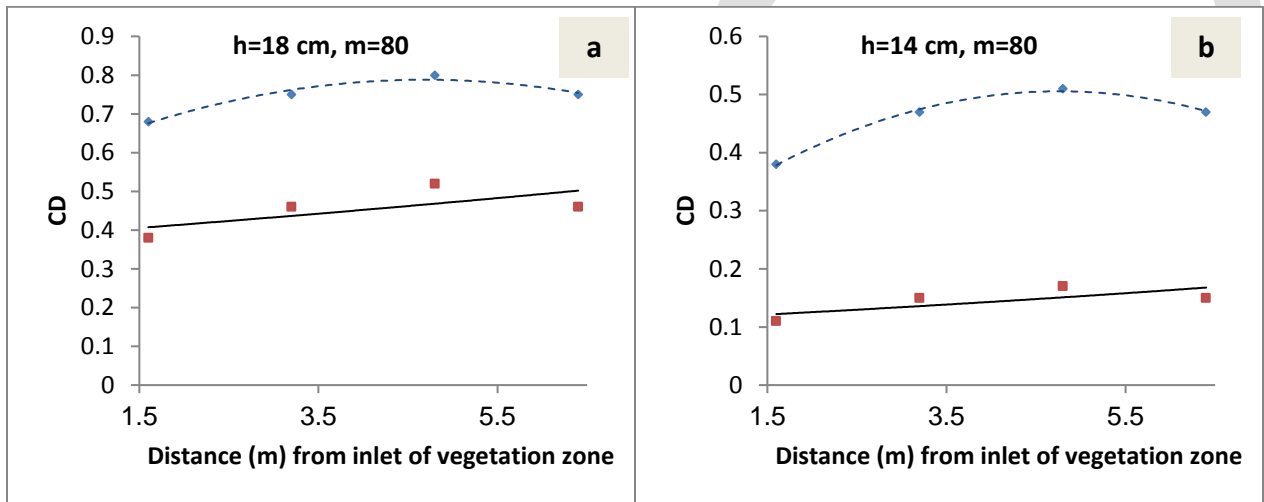 h=18 cm, m=80
a
0.9
0.8
0.7
0.6
0.5
0.4
0.3
0.2
0.1
0
CD
1.5 3.5 5.5
Distance (m) from inlet of vegetation zone
h=14 cm, m=80
b
0.6
0.5
0.4
0.3
0.2
0.1
0
CD
1.5 3.5 5.5
Distance (m) from inlet of vegetation zone